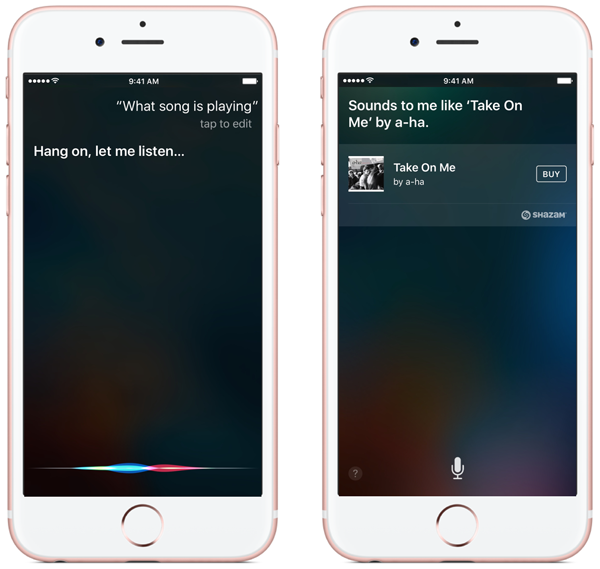 9:41 AM
“What song is playing”
tap to edit
Hang on, let me listen...
9:41 AM
Sounds to me like ‘Take On
Me’ by a-ha.
Take On Me
by a-ha
BUY
SHAZAM
?